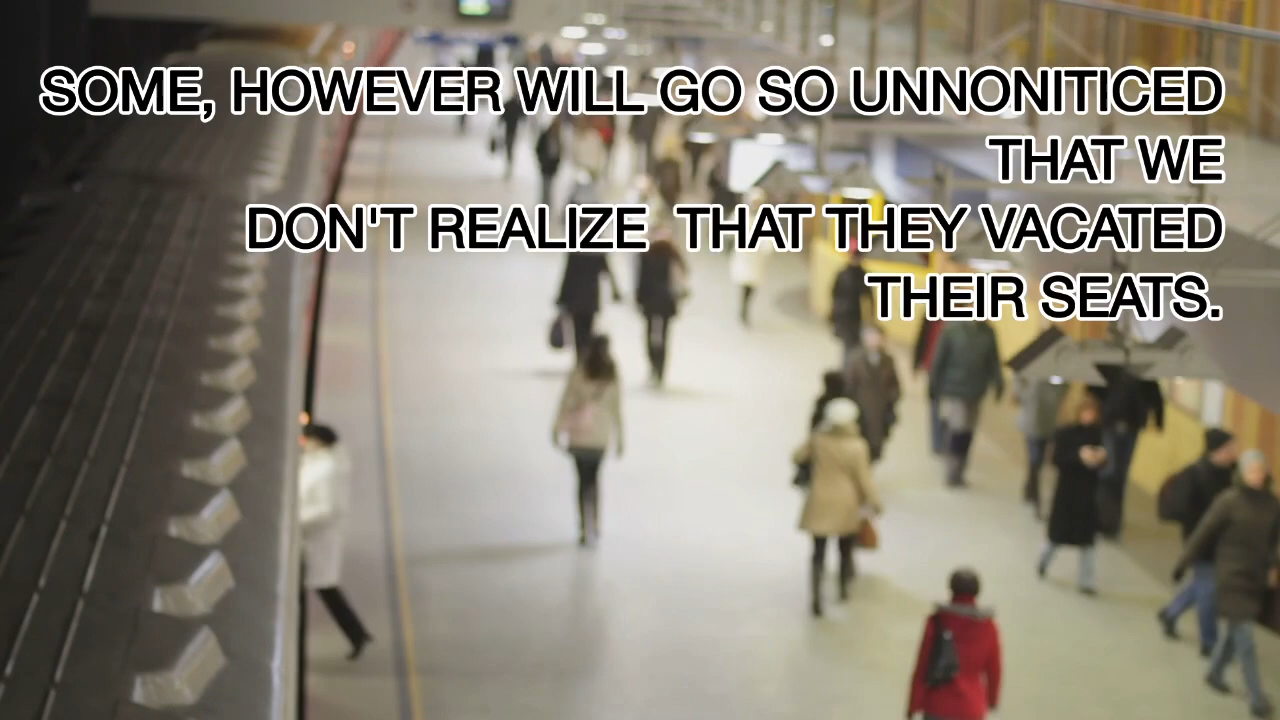 SOME, HOWEVER WILL GO SO UNNONITICED
THAT WE
DON'T REALIZE  THAT THEY VACATED
THEIR SEATS.